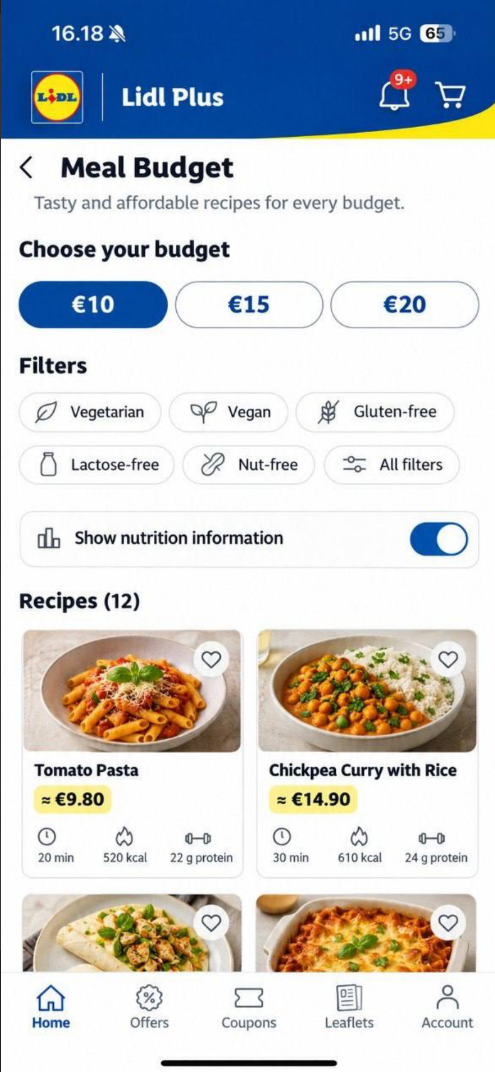 16.18
5G 65
LIDL
Lidl Plus
9+
Meal Budget
Tasty and affordable recipes for every budget.
Choose your budget
€10 €15 €20
Filters
Vegetarian Vegan Gluten-free
Lactose-free Nut-free All filters
Show nutrition information
Recipes (12)
Tomato Pasta
≈ €9.80
20 min 520 kcal 22 g protein
Chickpea Curry with Rice
≈ €14.90
30 min 610 kcal 24 g protein
Home Offers Coupons Leaflets Account